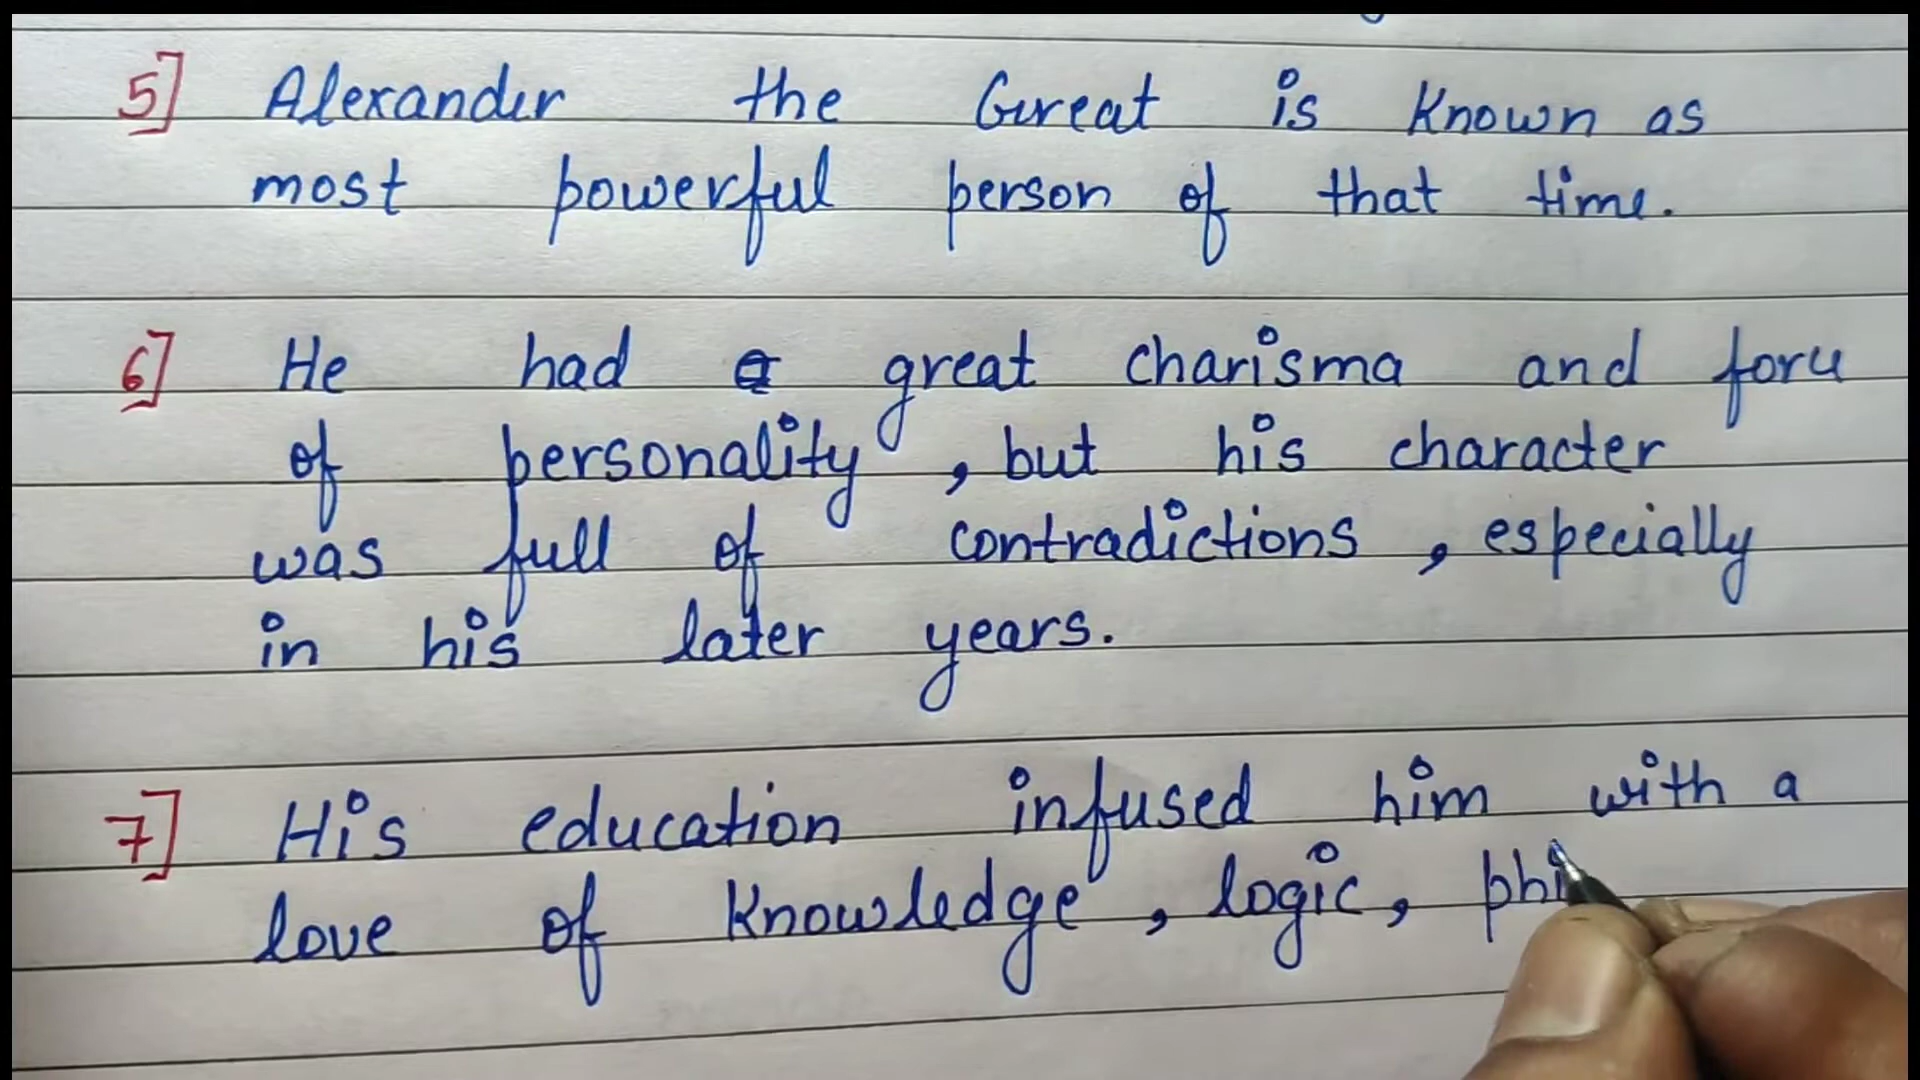 5] Alexander the Great is known as
most powerful person of that time.
6] He had a great charisma and force
of personality, but his character
was full of contradictions, especially
in his later years.
7] His education infused him with a
love of knowledge, logic, phi